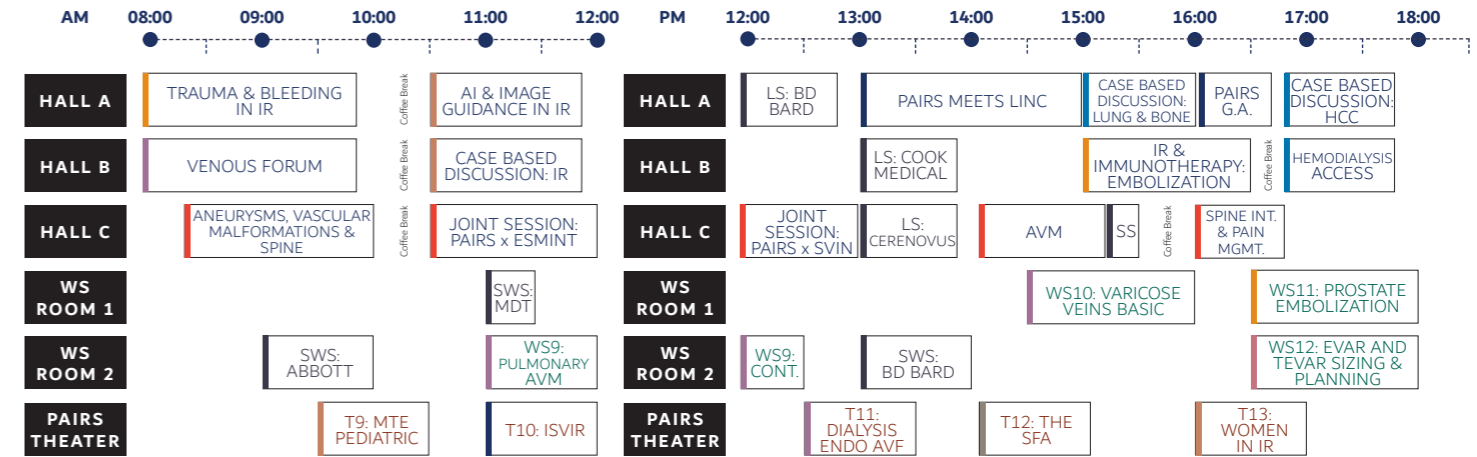 AM 08:00 09:00 10:00 11:00 12:00 PM 12:00 13:00 14:00 15:00 16:00 17:00 18:00
HALL A
TRAUMA & BLEEDING
IN IR
Coffee Break
AI & IMAGE
GUIDANCE IN IR
HALL A
LS: BD
BARD
PAIRS MEETS LINC
CASE BASED
DISCUSSION:
LUNG & BONE
PAIRS
G.A.
CASE BASED
DISCUSSION:
HCC
HALL B
VENOUS FORUM
Coffee Break
CASE BASED
DISCUSSION: IR
HALL B
LS: COOK
MEDICAL
IR &
IMMUNOTHERAPY:
EMBOLIZATION
Coffee Break
HEMODIALYSIS
ACCESS
HALL C
ANEURYSMS, VASCULAR
MALFORMATIONS &
SPINE
Coffee Break
JOINT SESSION:
PAIRS x ESMINT
HALL C
JOINT
SESSION:
PAIRS x SVIN
LS:
CERENOVUS
AVM
SS
Coffee Break
SPINE INT.
& PAIN
MGMT.
WS
ROOM 1
SWS:
MDT
WS
ROOM 1
WS10: VARICOSE
VEINS BASIC
WS11: PROSTATE
EMBOLIZATION
WS
ROOM 2
SWS:
ABBOTT
WS9:
PULMONARY
AVM
WS
ROOM 2
WS9:
CONT.
SWS:
BD BARD
WS12: EVAR AND
TEVAR SIZING &
PLANNING
PAIRS
THEATER
T9: MTE
PEDIATRIC
T10: ISVIR
PAIRS
THEATER
T11:
DIALYSIS
ENDO AVF
T12: THE
SFA
T13:
WOMEN
IN IR